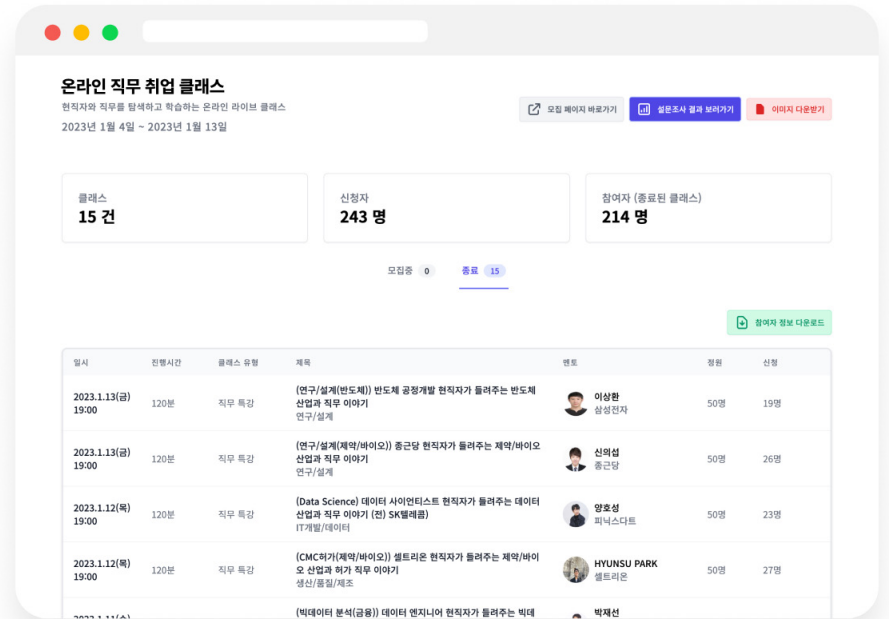 온라인 직무 취업 클래스
현직자와 직무를 탐색하고 학습하는 온라인 라이브 클래스
2023년 1월 4일 ~ 2023년 1월 13일
모집 페이지 바로가기
설문조사 결과 보러가기
이미지 다운받기
클래스
15 건
신청자
243 명
참여자 (종료된 클래스)
214 명
모집중 0
종료 15
참여자 정보 다운로드
일시 진행시간 클래스 유형 제목 멘토 정원 신청
2023.1.13(금)
19:00
120분
직무 특강
(연구/설계(반도체)) 반도체 공정개발 현직자가 들려주는 반도체
산업과 직무 이야기
연구/설계
이상환
삼성전자
50명
19명
2023.1.13(금)
19:00
120분
직무 특강
(연구/설계(제약/바이오)) 종근당 현직자가 들려주는 제약/바이오
산업과 직무 이야기
연구/설계
신의섭
종근당
50명
26명
2023.1.12(목)
19:00
120분
직무 특강
(Data Science) 데이터 사이언티스트 현직자가 들려주는 데이터
산업과 직무 이야기 (전) SK텔레콤)
IT개발/데이터
양호성
피닉스다트
50명
23명
2023.1.12(목)
19:00
120분
직무 특강
(CMC허가(제약/바이오)) 셀트리온 현직자가 들려주는 제약/바이
오 산업과 허가 직무 이야기
생산/품질/제조
HYUNSU PARK
셀트리온
50명
27명
2023.1.11(수)
(빅데이터 분석(금융)) 데이터 엔지니어 현직자가 들려주는 빅데
박재선